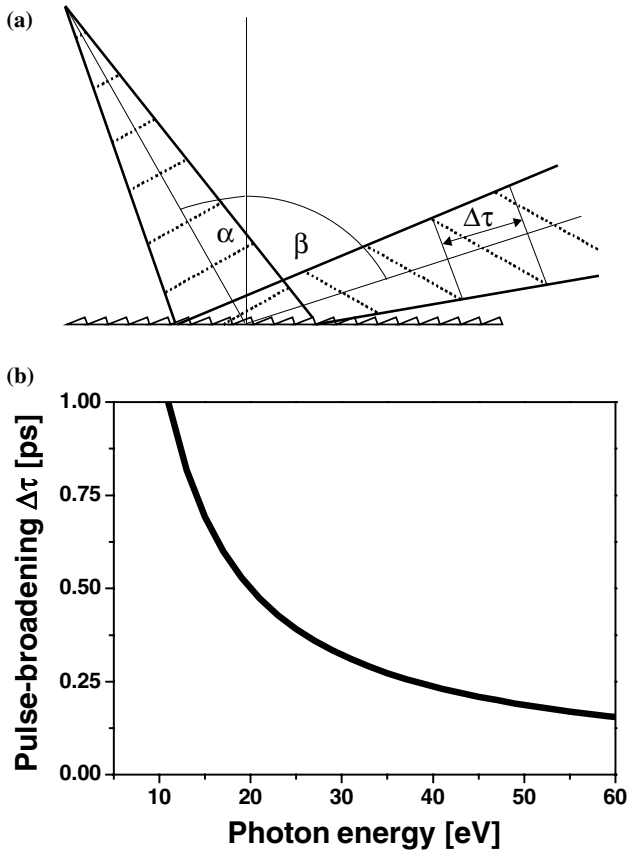 (a)
α
β
Δτ
(b)
1.00
0.75
0.50
0.25
0.00
Pulse-broadening Δτ [ps]
10 20 30 40 50 60
Photon energy [eV]